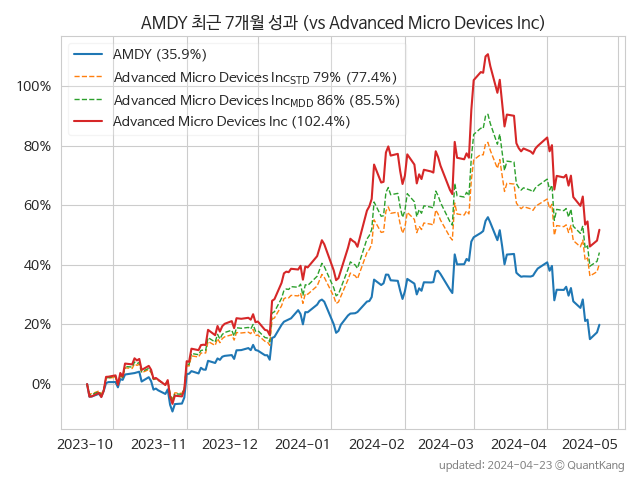 AMDY 최근 7개월 성과 (vs Advanced Micro Devices Inc)
AMDY (35.9%)
Advanced Micro Devices IncSTD 79% (77.4%)
Advanced Micro Devices IncMDD 86% (85.5%)
Advanced Micro Devices Inc (102.4%)
100%
80%
60%
40%
20%
0%
2023-10 2023-11 2023-12 2024-01 2024-02 2024-03 2024-04 2024-05
updated: 2024-04-23 © QuantKang